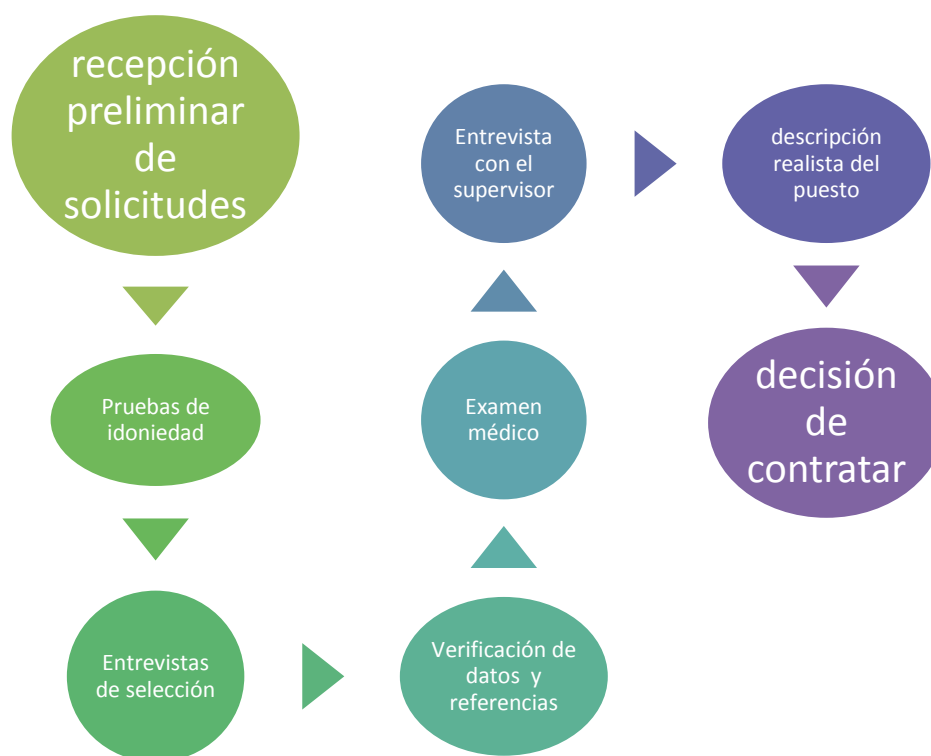 recepción
preliminar
de
solicitudes
Pruebas de
idoniedad
Entrevistas
de selección
Verificación de
datos y
referencias
Examen
médico
Entrevista
con el
supervisor
descripción
realista del
puesto
decisión
de
contratar